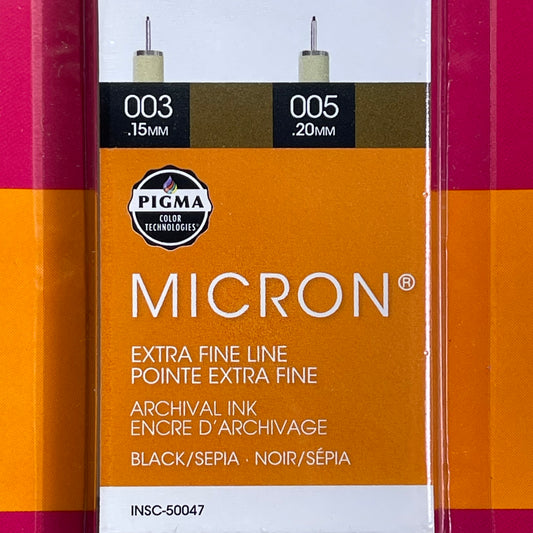 003 005
.15MM .20MM
PIGMA
COLOR
TECHNOLOGIES
MICRON®
EXTRA FINE LINE
POINTE EXTRA FINE
ARCHIVAL INK
ENCRE D'ARCHIVAGE
BLACK/SEPIA · NOIR/SÉPIA
INSC-50047